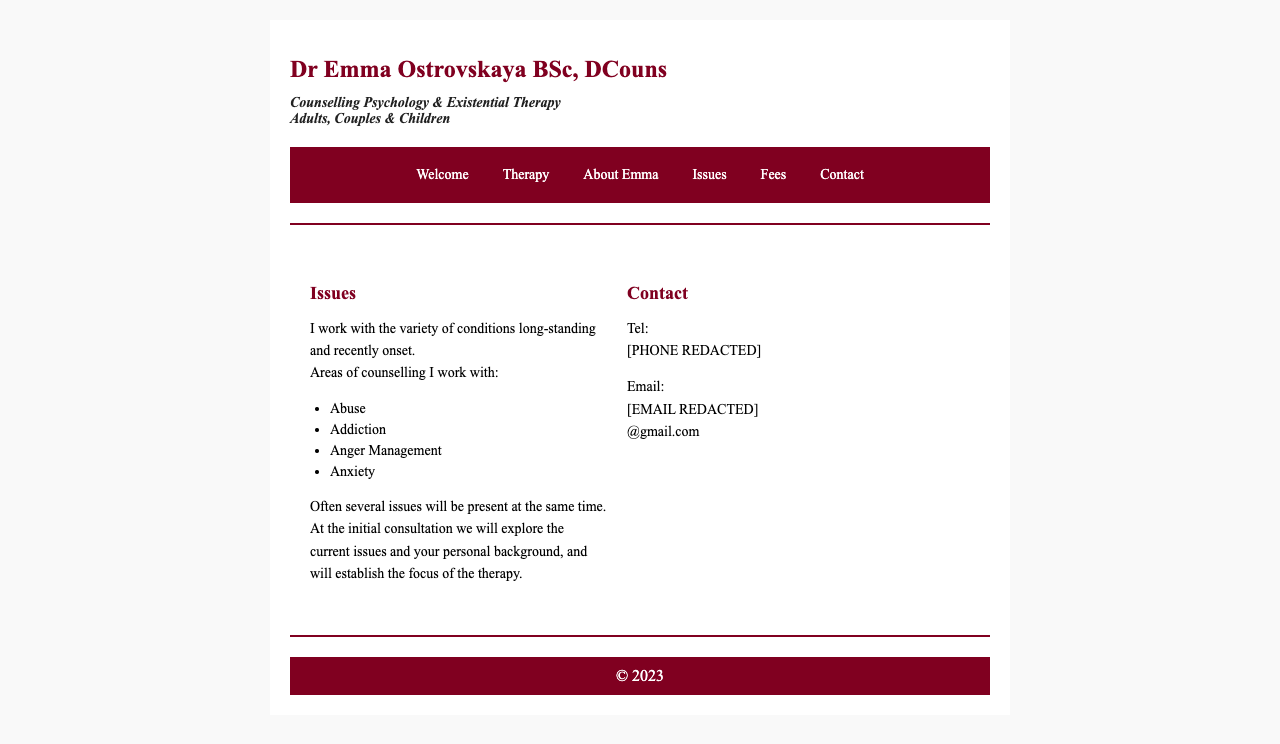 Dr Emma Ostrovskaya BSc, DCouns
Counselling Psychology & Existential Therapy
Adults, Couples & Children
Welcome Therapy About Emma Issues Fees Contact
Issues
I work with the variety of conditions long-standing
and recently onset.
Areas of counselling I work with:
• Abuse
• Addiction
• Anger Management
• Anxiety
Often several issues will be present at the same time.
At the initial consultation we will explore the
current issues and your personal background, and
will establish the focus of the therapy.
Contact
Tel:
[PHONE REDACTED]
Email:
[EMAIL REDACTED]
@gmail.com
© 2023